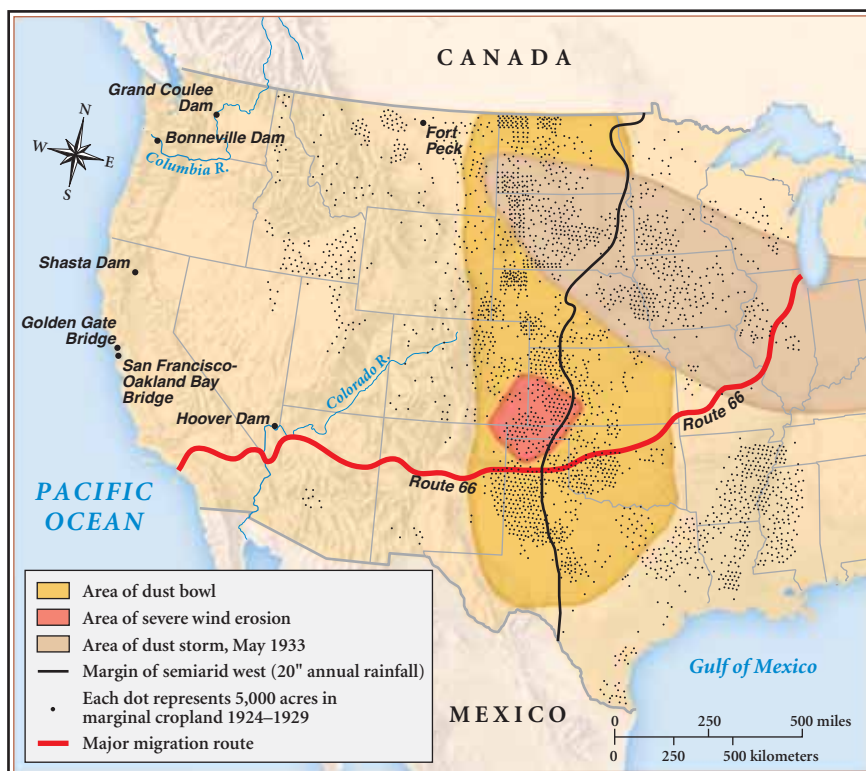 CANADA
Grand Coulee
Dam
Bonneville Dam
Columbia R.
Fort
Peck
N
W
E
S
Shasta Dam
Golden Gate
Bridge
San Francisco-
Oakland Bay
Bridge
Colorado R.
Hoover Dam
Route 66
Route 66
PACIFIC
OCEAN
Area of dust bowl
Area of severe wind erosion
Area of dust storm, May 1933
Margin of semiarid west (20" annual rainfall)
Each dot represents 5,000 acres in
marginal cropland 1924–1929
Major migration route
MEXICO
Gulf of Mexico
0 250 500 miles
0 250 500 kilometers